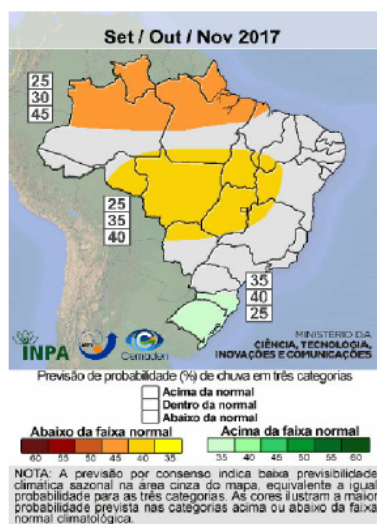 Set / Out / Nov 2017
25
30
45
25
35
40
35
40
25
INPA
Cemaden
MINISTÉRIO DA
CIÊNCIA, TECNOLOGIA,
INOVAÇÕES E COMUNICAÇÕES
Previsão de probabilidade (%) de chuva em três categorias
Acima da normal
Dentro da normal
Abaixo da normal
Abaixo da faixa normal
Acima da faixa normal
60 55 50 45 40 35
35 40 45 50 55 60
NOTA: A previsão por consenso indica baixa previsibilidade
climática sazonal na área cinza do mapa, equivalente a igual
probabilidade para as três categorias. As cores ilustram a maior
probabilidade prevista nas categorias acima ou abaixo da faixa
normal climatológica.